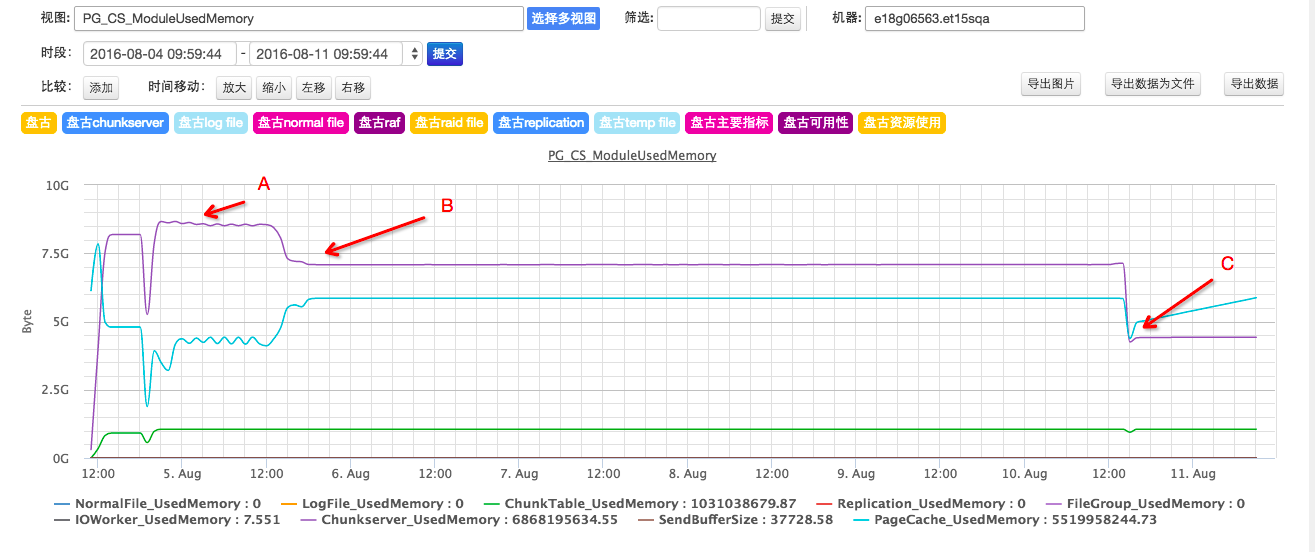 视图: PG_CS_ModuleUsedMemory 选择多视图 筛选: 提交 机器: e18g06563.et15sqa
时段: 2016-08-04 09:59:44 - 2016-08-11 09:59:44 提交
比较: 添加 时间移动: 放大 缩小 左移 右移 导出图片 导出数据为文件 导出数据
盘古 盘古chunkserver 盘古log file 盘古normal file 盘古raf 盘古raid file 盘古replication 盘古temp file 盘古主要指标 盘古可用性 盘古资源使用
PG_CS_ModuleUsedMemory
10G
A
B
7.5G
C
5G
Byte
2.5G
0G
12:00 5. Aug 12:00 6. Aug 12:00 7. Aug 12:00 8. Aug 12:00 9. Aug 12:00 10. Aug 12:00 11. Aug
NormalFile_UsedMemory : 0 LogFile_UsedMemory : 0 ChunkTable_UsedMemory : 1031038679.87 Replication_UsedMemory : 0 FileGroup_UsedMemory : 0
IOWorker_UsedMemory : 7.551 Chunkserver_UsedMemory : 6868195634.55 SendBufferSize : 37728.58 PageCache_UsedMemory : 5519958244.73